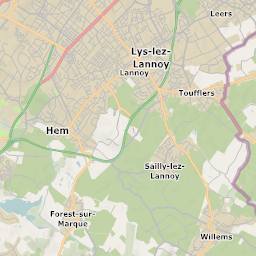 Leers
Lys-lez-
Lannoy
Lannoy
Toufflers
Hem
Sailly-lez-
Lannoy
Forest-sur-
Marque
Willems